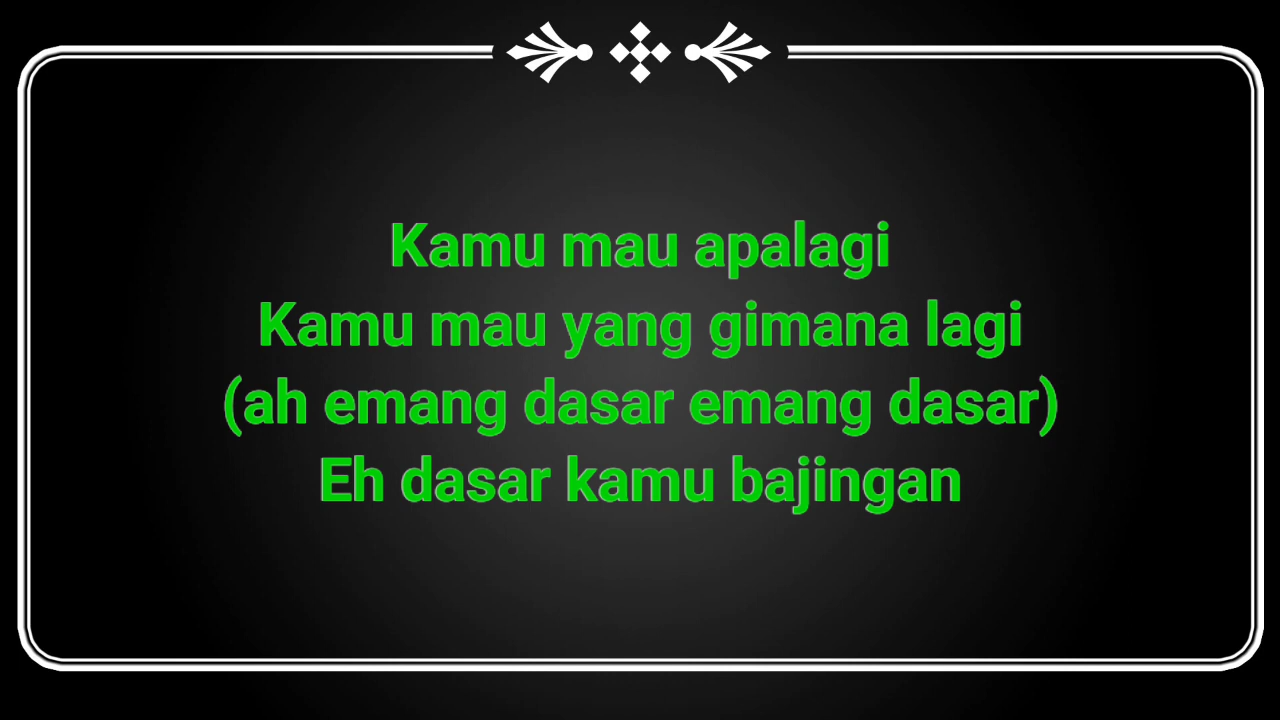 Kamu mau apalagi
Kamu mau yang gimana lagi
(ah emang dasar emang dasar)
Eh dasar kamu bajingan